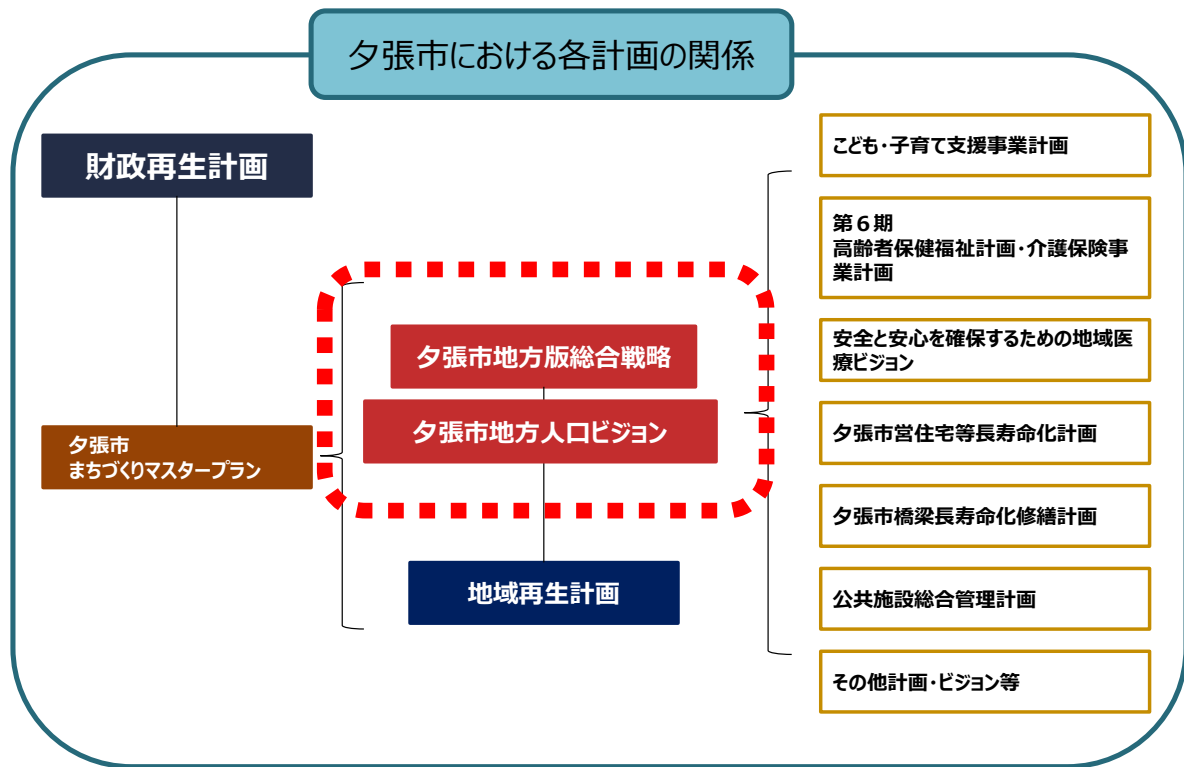 夕張市における各計画の関係
財政再生計画
夕張市
まちづくりマスタープラン
夕張市地方版総合戦略
夕張市地方人口ビジョン
地域再生計画
こども・子育て支援事業計画
第６期
高齢者保健福祉計画・介護保険事
業計画
安全と安心を確保するための地域医
療ビジョン
夕張市営住宅等長寿命化計画
夕張市橋梁長寿命化修繕計画
公共施設総合管理計画
その他計画・ビジョン等